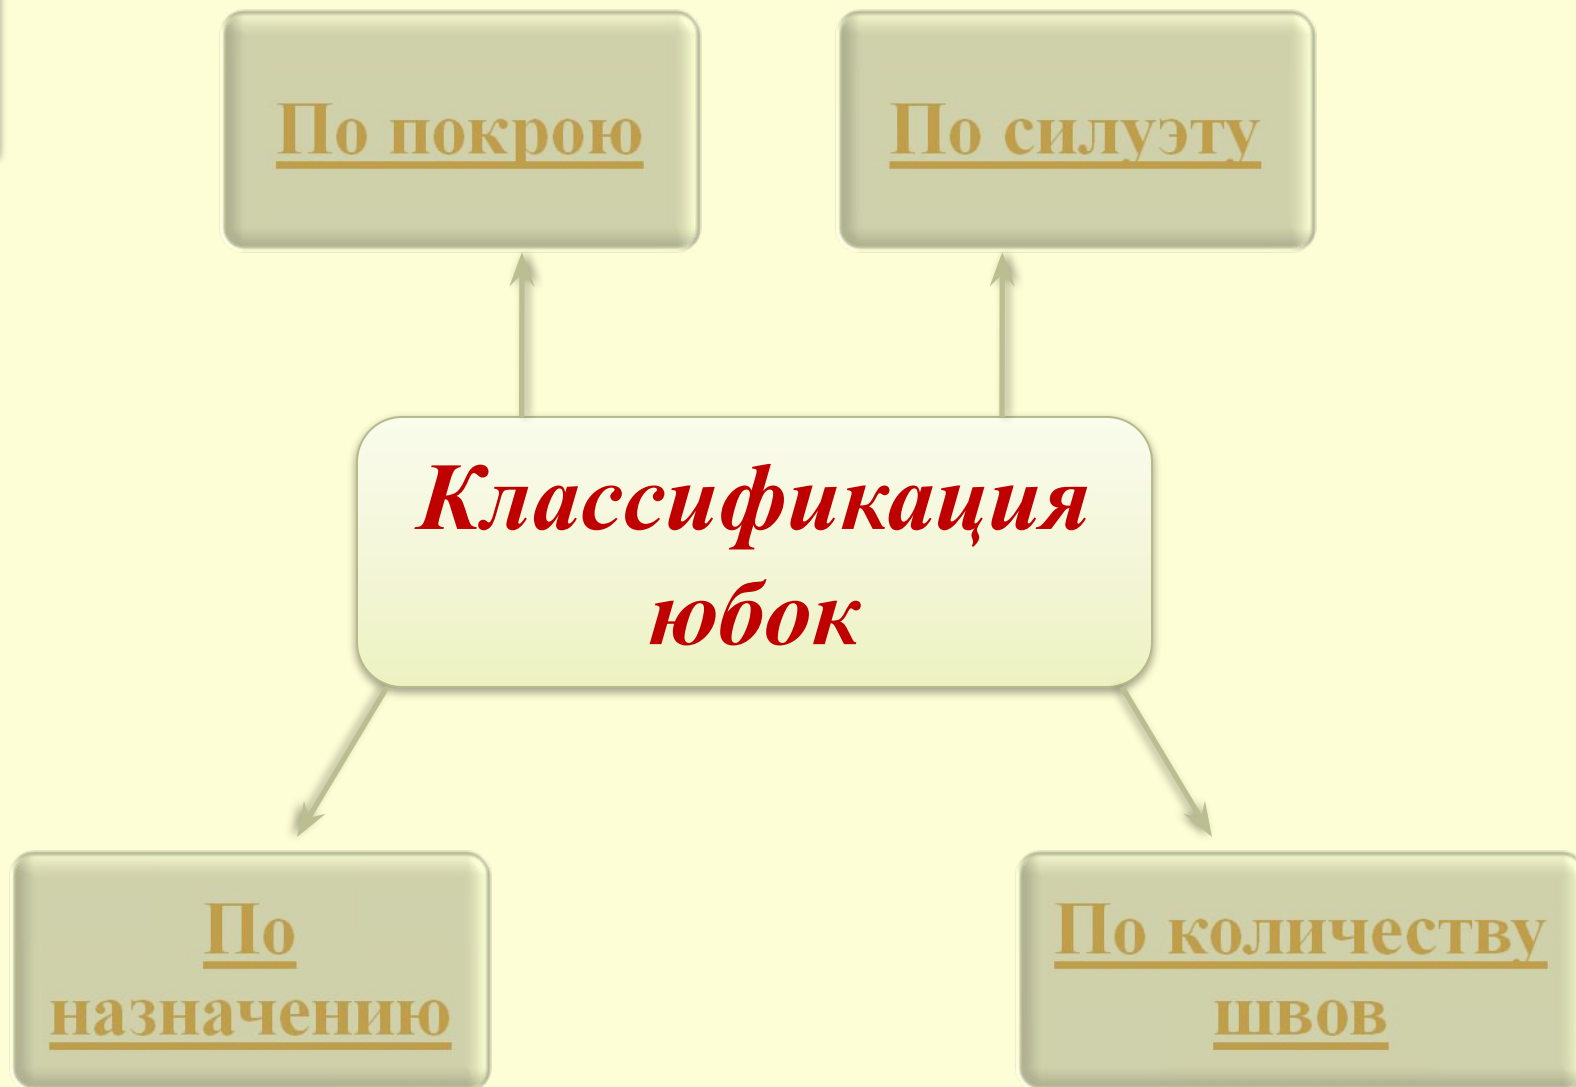 По покрою
По силуэту
Классификация
юбок
По
назначению
По количеству
швов